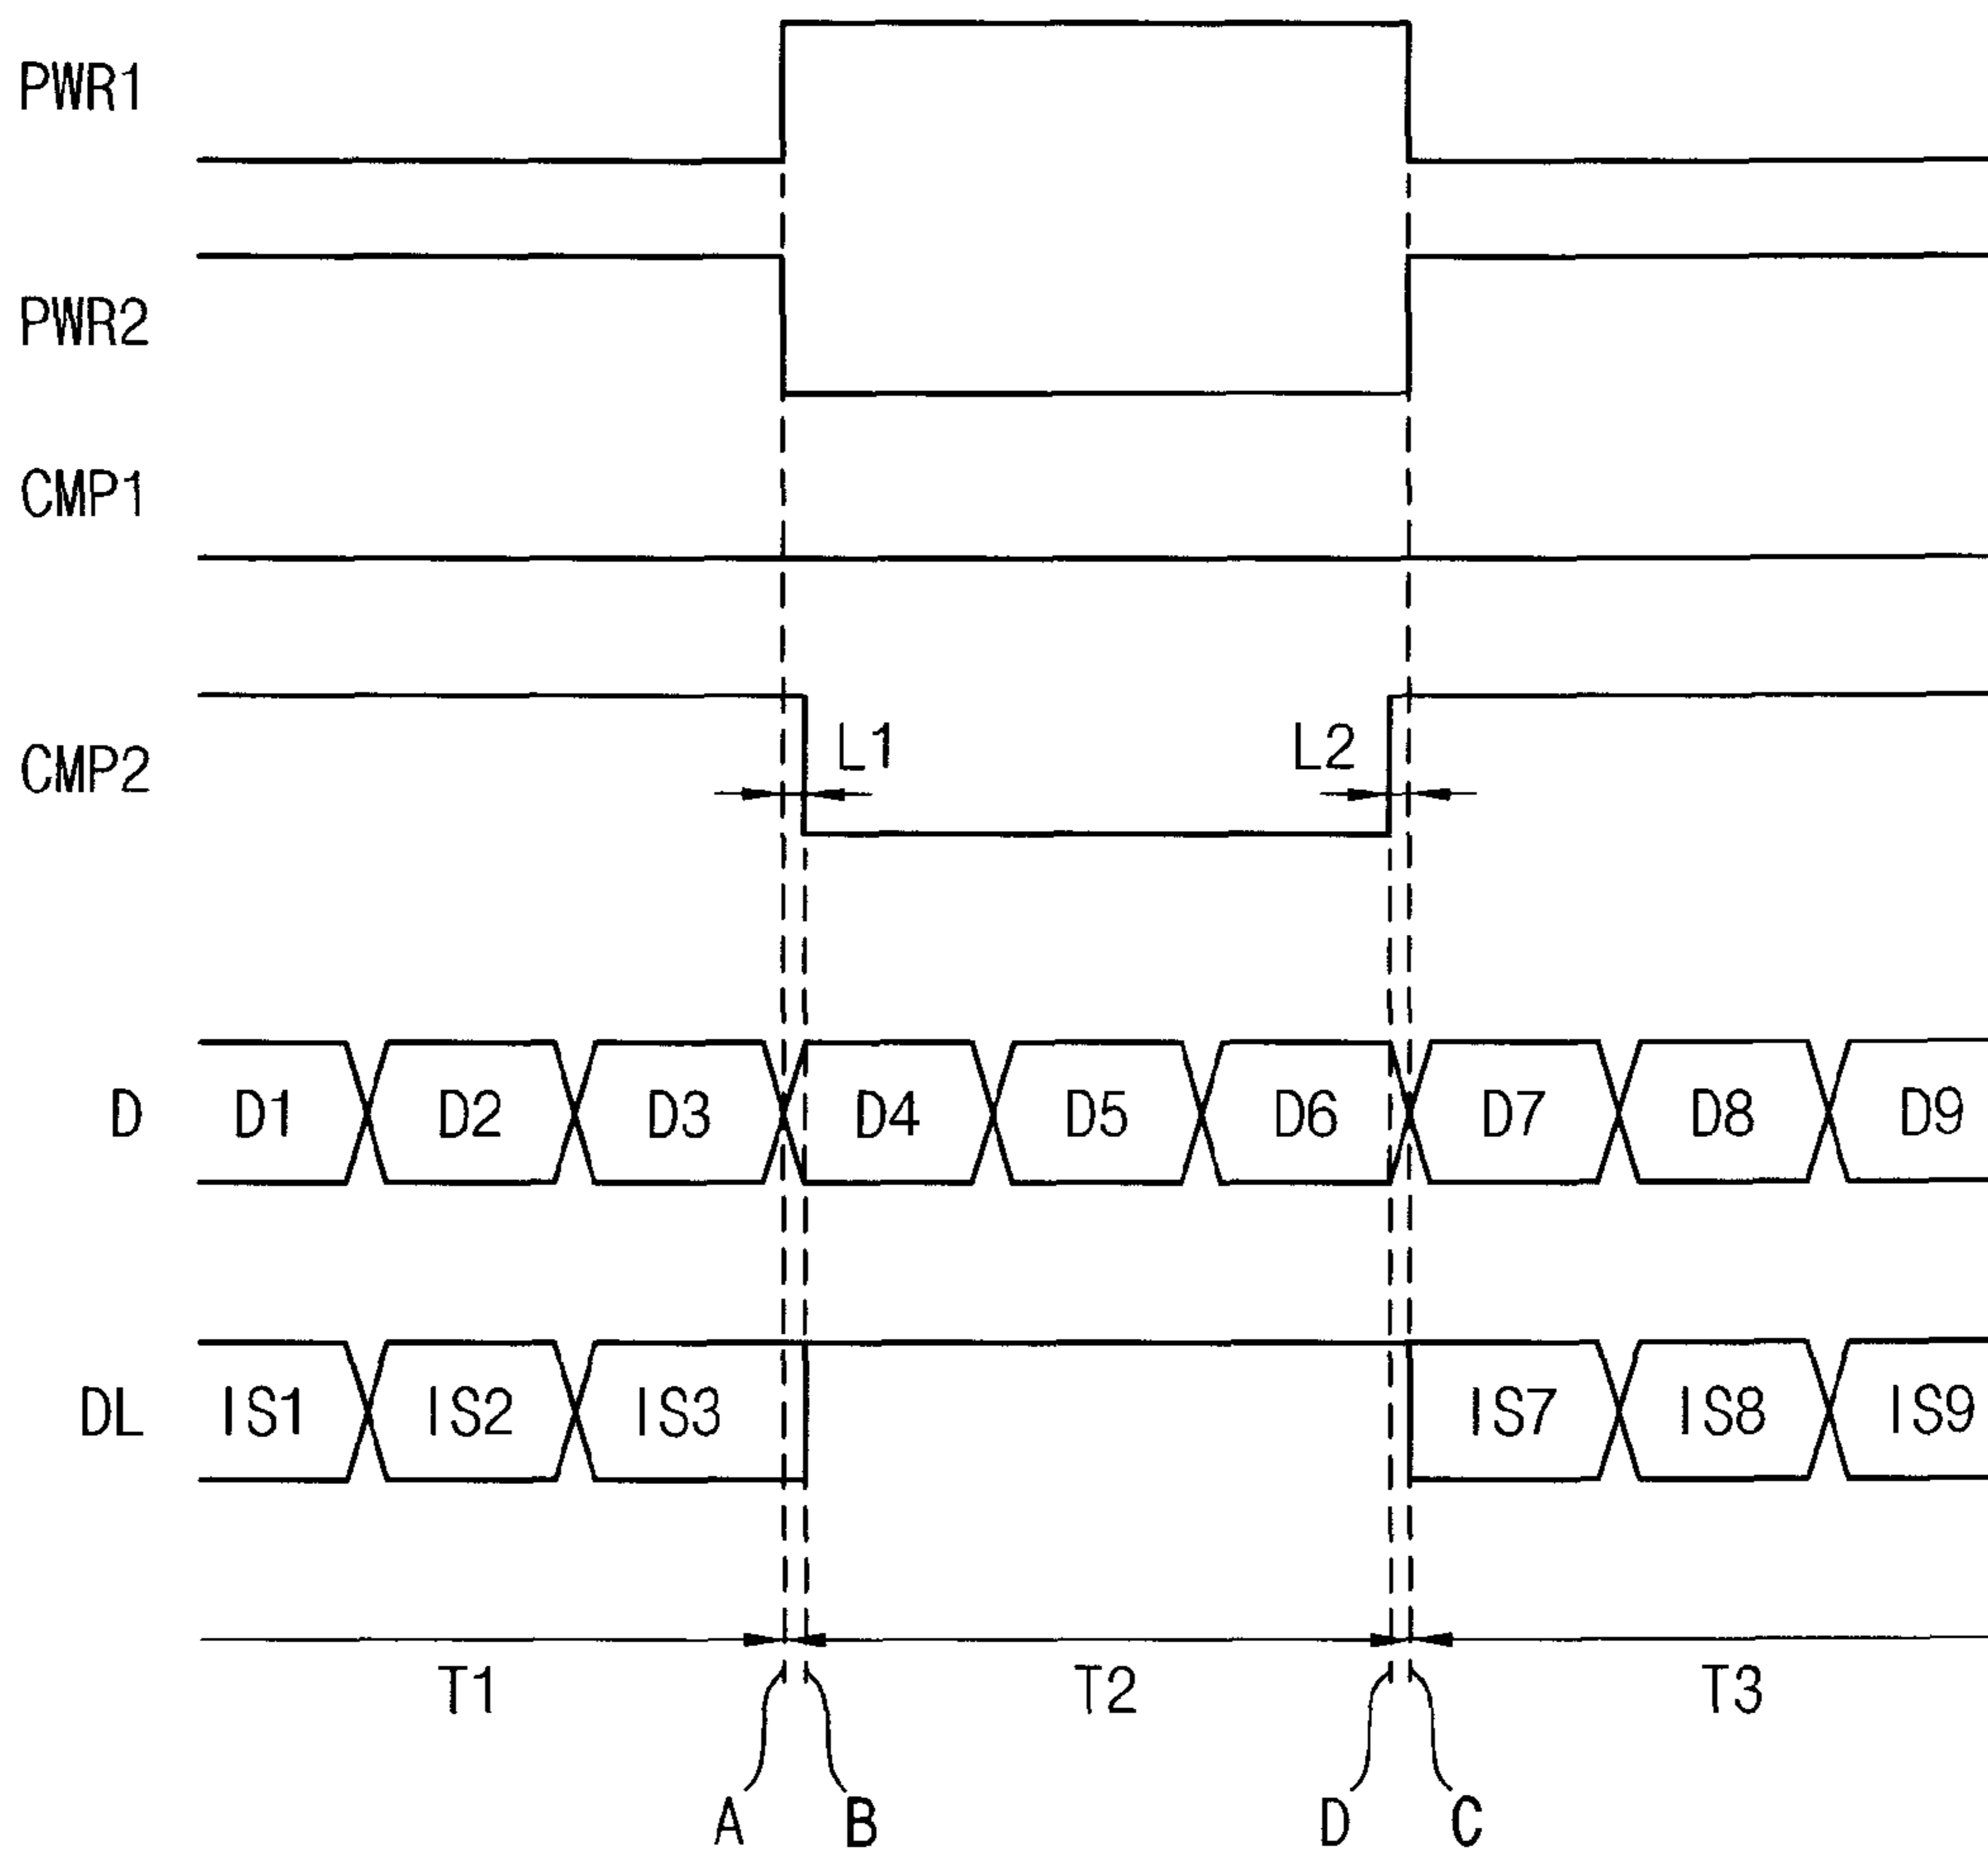 PWR1
PWR2
CMP1
CMP2
L1 L2
D D1 D2 D3 D4 D5 D6 D7 D8 D9
DL IS1 IS2 IS3 IS7 IS8 IS9
T1 T2 T3
A B D C